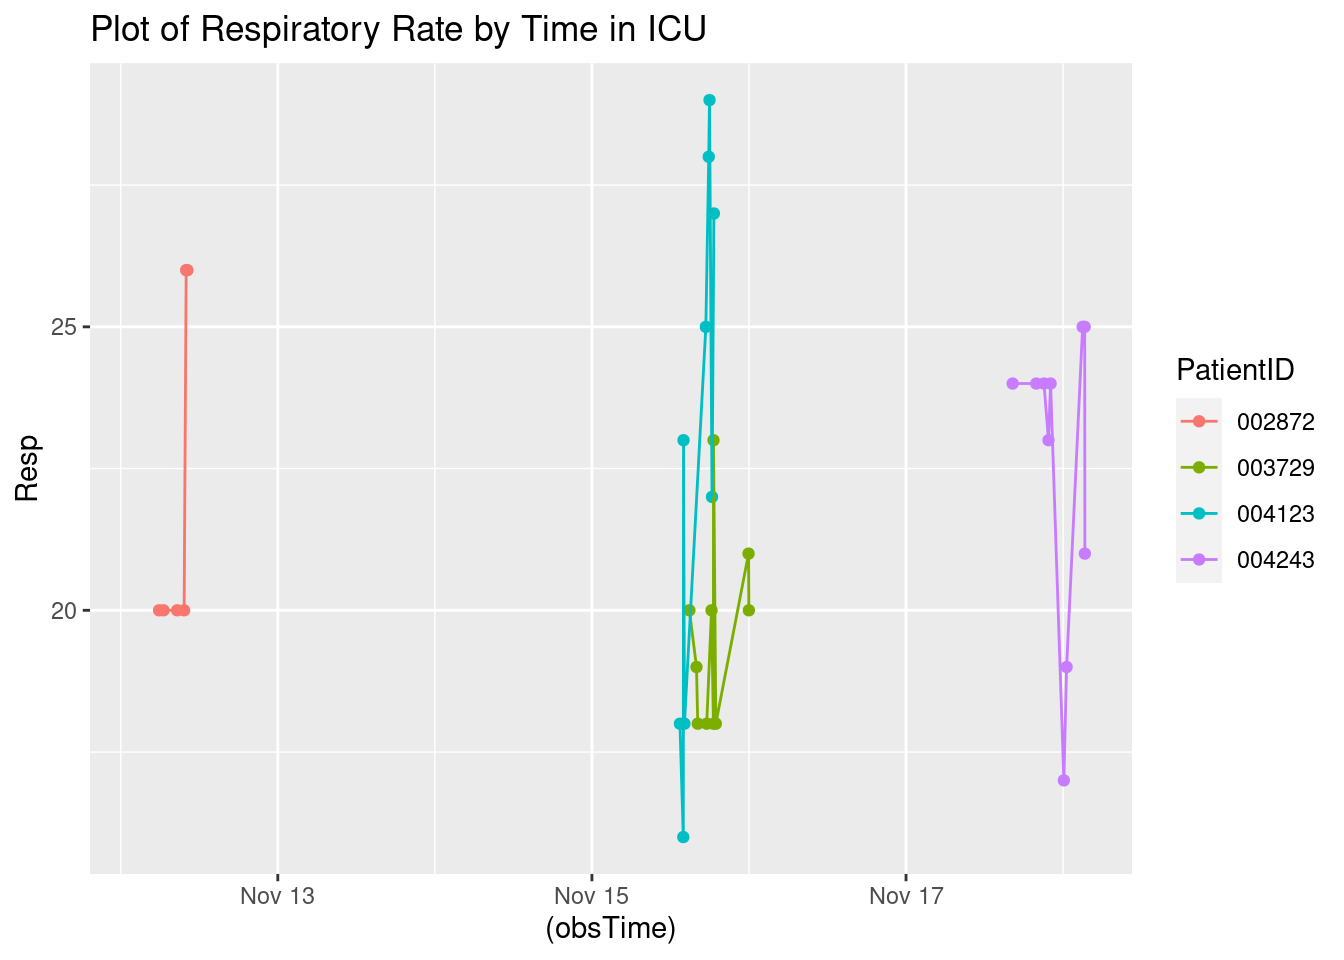 Plot of Respiratory Rate by Time in ICU
25
20
Resp
Nov 13
Nov 15
Nov 17
(obsTime)
PatientID
002872
003729
004123
004243